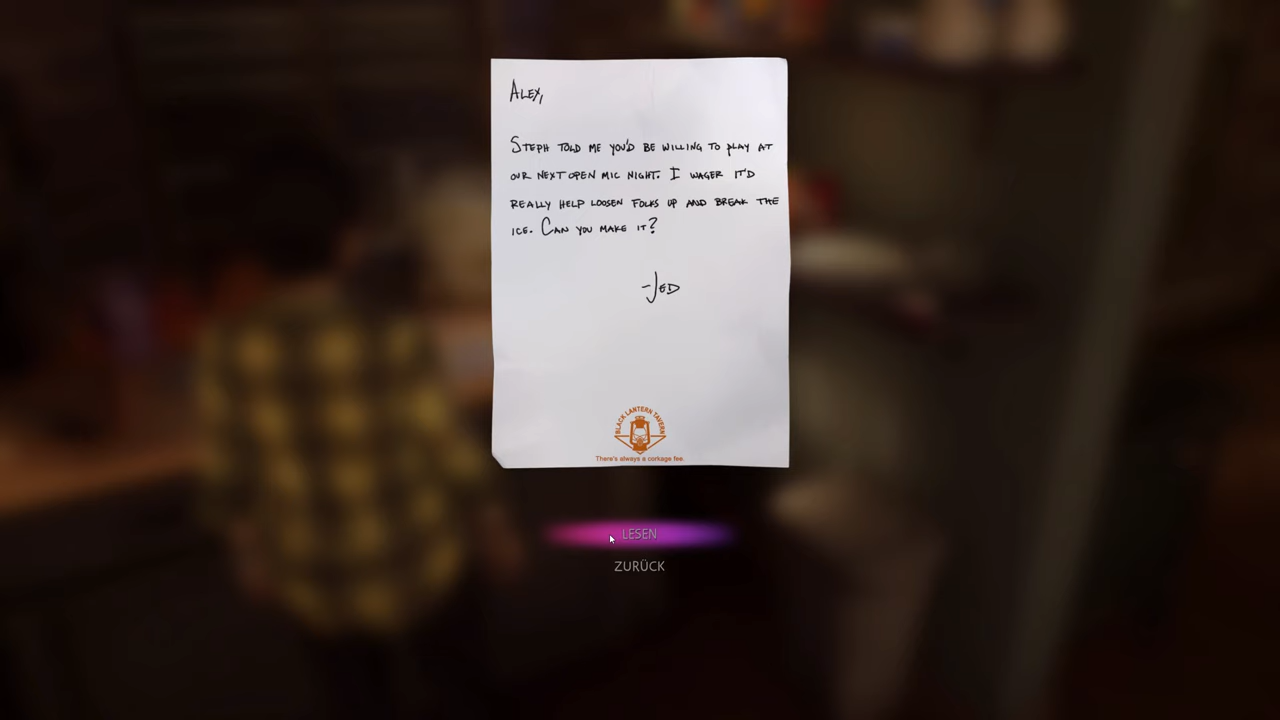 Alex,
Steph told me you'd be willing to play at
our next open mic night. I wager it'd
really help loosen folks up and break the
ice. Can you make it?
-Jed
BLACK LANTERN TAVERN
There's always a corkage fee.
LESEN
ZURÜCK